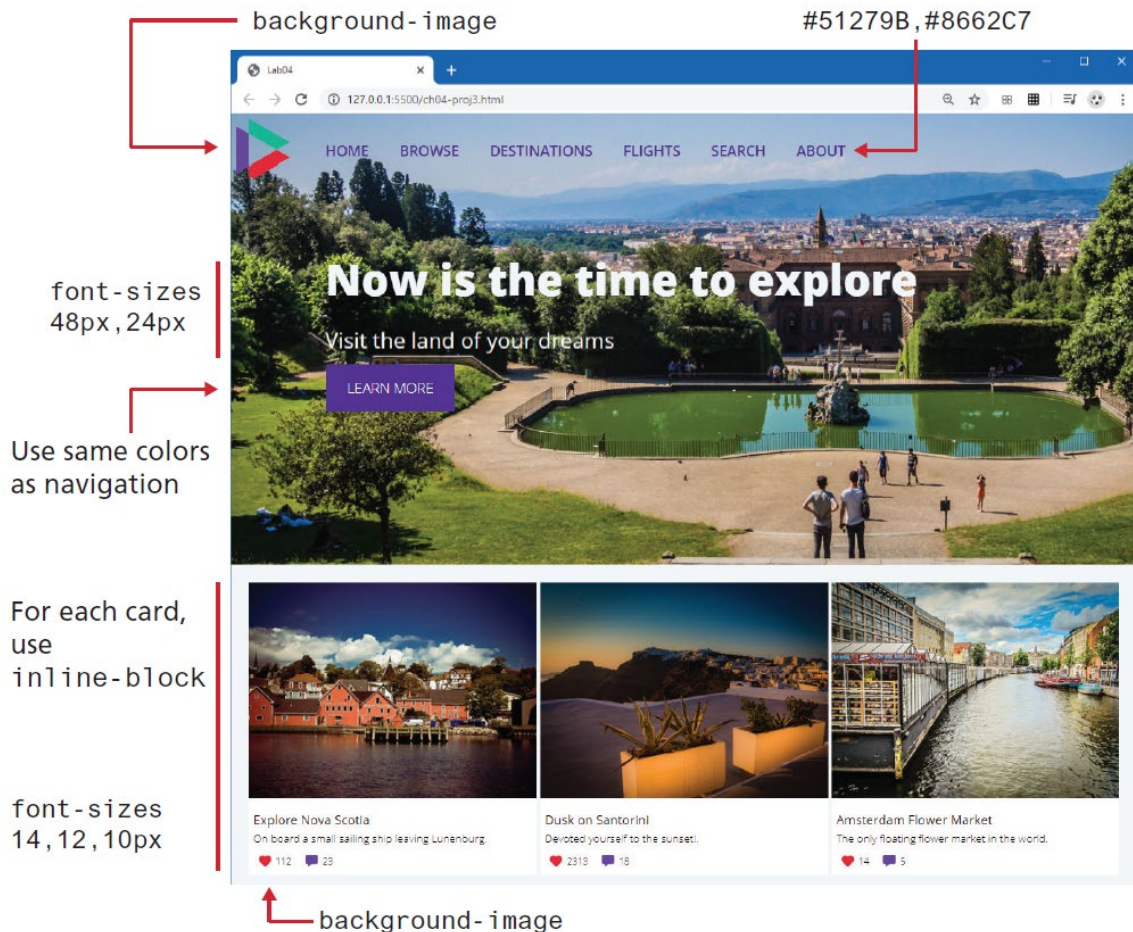 background-image
#51279B,#8662C7
Lab04
127.0.0.1:5500/ch04-proj3.html
HOME BROWSE DESTINATIONS FLIGHTS SEARCH ABOUT
Now is the time to explore
font-sizes
48px,24px
Visit the land of your dreams
LEARN MORE
Use same colors
as navigation
For each card,
use
inline-block
font-sizes
14,12,10px
Explore Nova Scotia
On board a small sailing ship leaving Lunenburg.
112 23
Dusk on Santorini
Devoted yourself to the sunset!.
2313 18
Amsterdam Flower Market
The only floating flower market in the world.
14 5
background-image